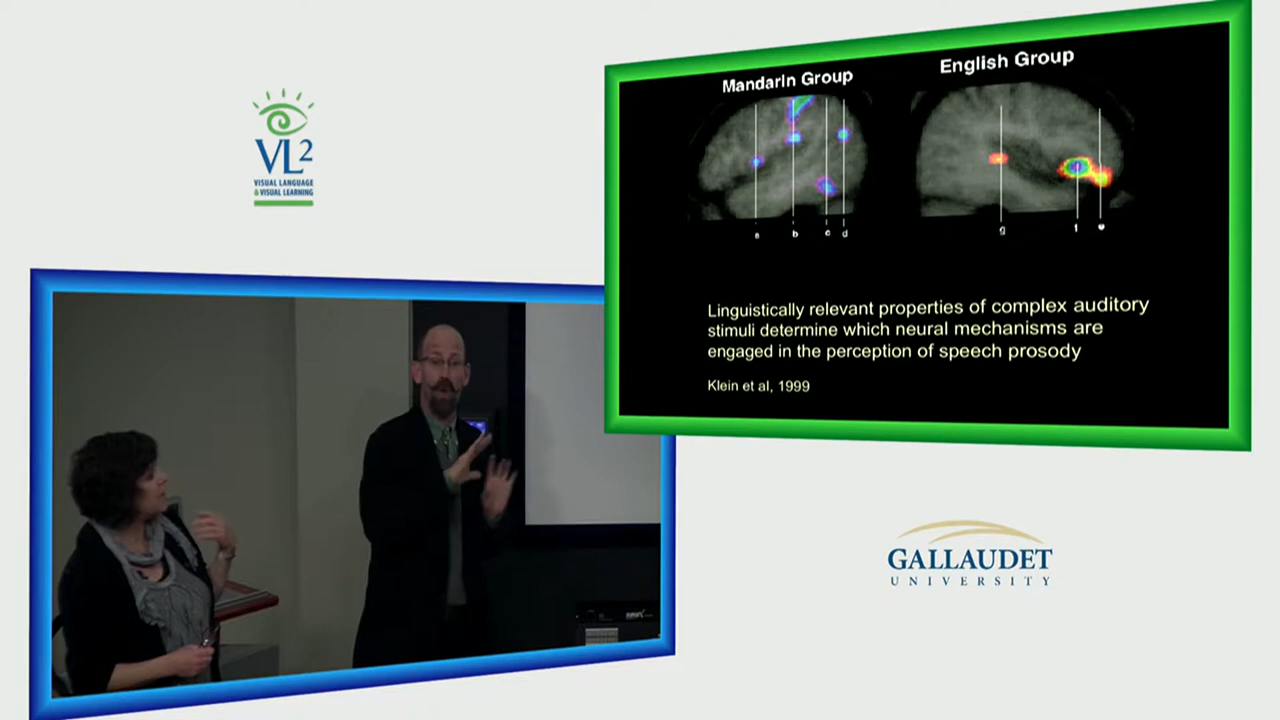 Mandarin Group
English Group
a b c d
g f e
Linguistically relevant properties of complex auditory
stimuli determine which neural mechanisms are
engaged in the perception of speech prosody
Klein et al, 1999
VL2
VISUAL LANGUAGE
& VISUAL LEARNING
GALLAUDET
UNIVERSITY